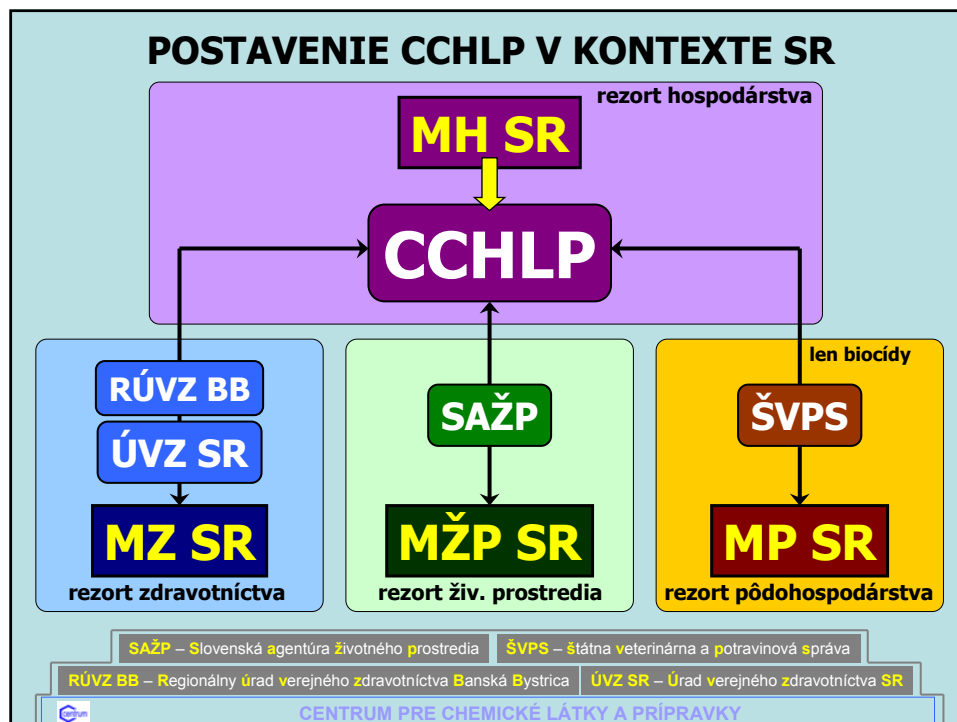 POSTAVENIE CCHLP V KONTEXTE SR
rezort hospodárstva
MH SR
CCHLP
len biocídy
RÚVZ BB
ÚVZ SR
MZ SR
rezort zdravotníctva
SAŽP
MŽP SR
rezort živ. prostredia
ŠVPS
MP SR
rezort pôdohospodárstva
SAŽP – Slovenská agentúra životného prostredia
ŠVPS – štátna veterinárna a potravinová správa
RÚVZ BB – Regionálny úrad verejného zdravotníctva Banská Bystrica
ÚVZ SR – Úrad verejného zdravotníctva SR
centrum
CENTRUM PRE CHEMICKÉ LÁTKY A PRÍPRAVKY